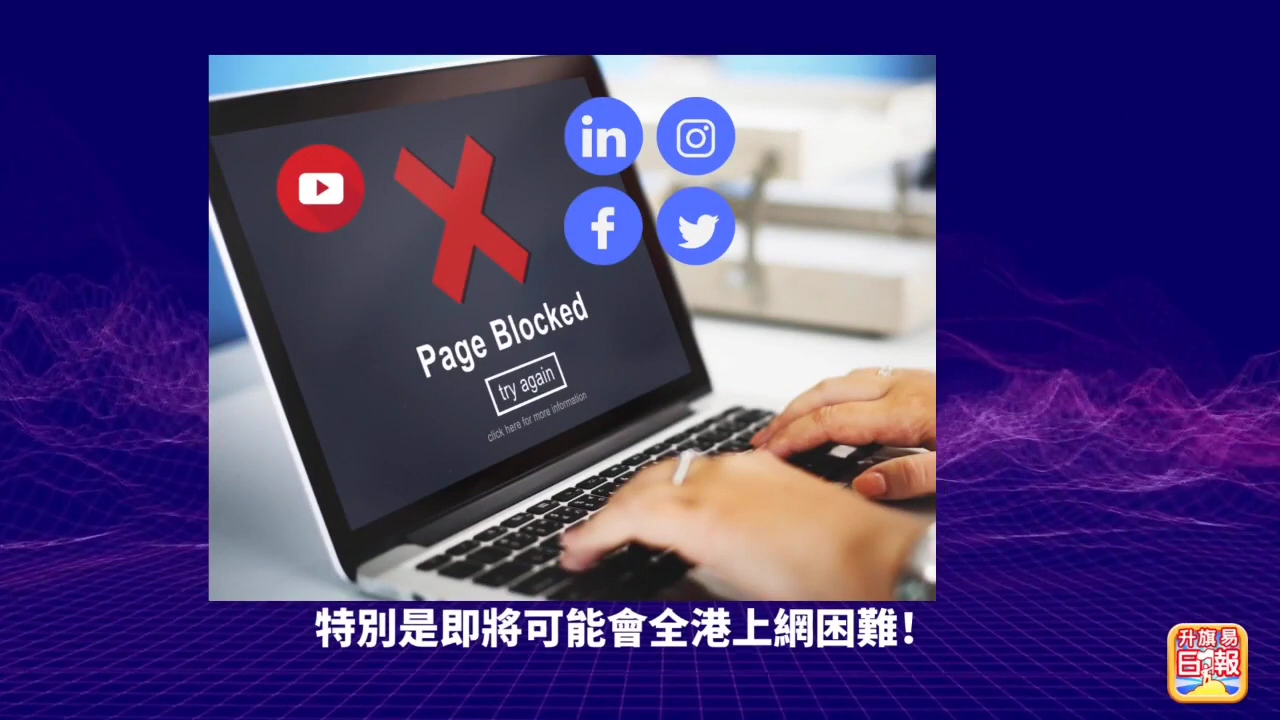 in
f
Page Blocked
try again
click here for more information
特別是即將可能會全港上網困難!
升旗易
日報